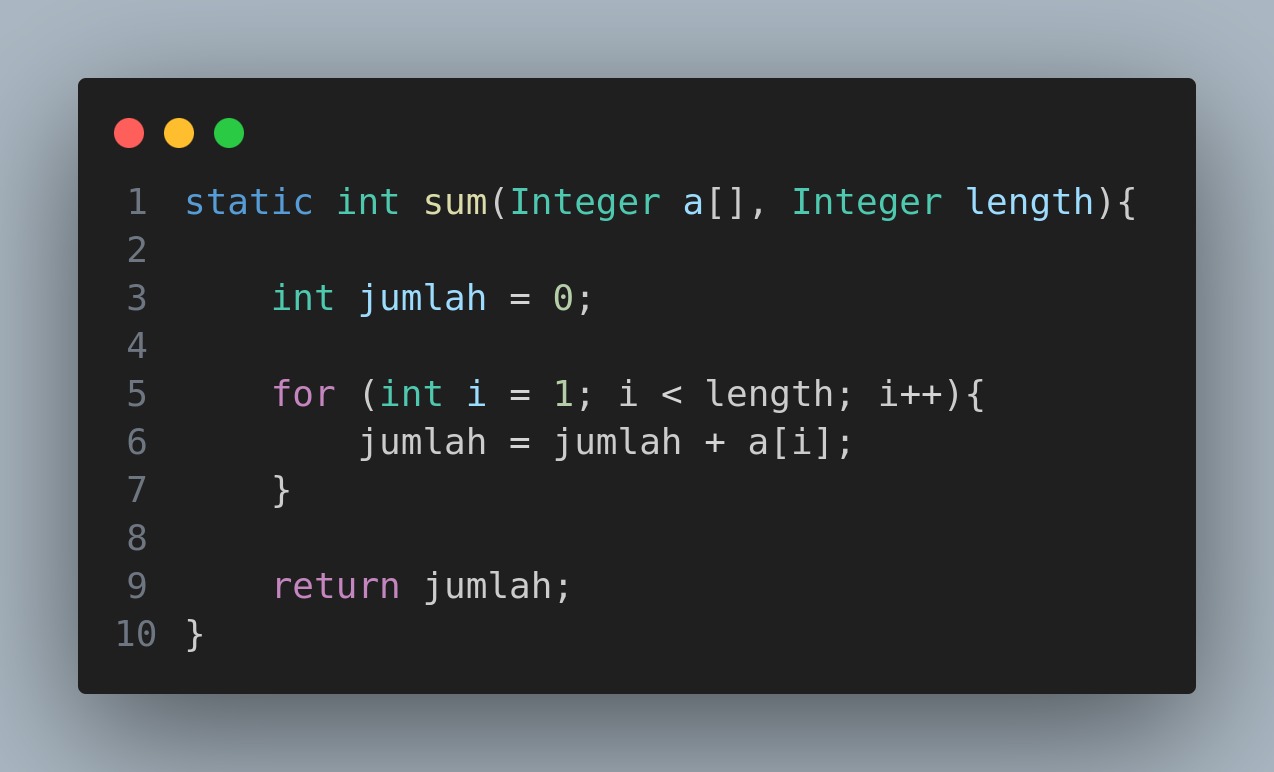 1 static int sum(Integer a[], Integer length){
2
3     int jumlah = 0;
4
5     for (int i = 1; i < length; i++){
6         jumlah = jumlah + a[i];
7     }
8
9     return jumlah;
10 }